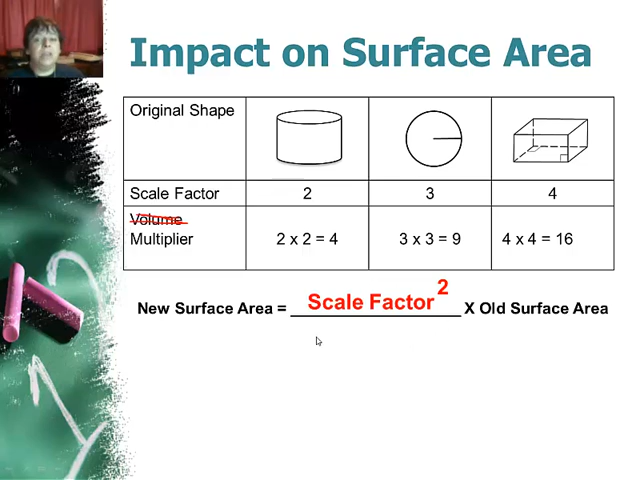 Impact on Surface Area
Original Shape
Scale Factor 2 3 4
Volume
Multiplier 2 x 2 = 4 3 x 3 = 9 4 x 4 = 16
New Surface Area = Scale Factor 2 X Old Surface Area